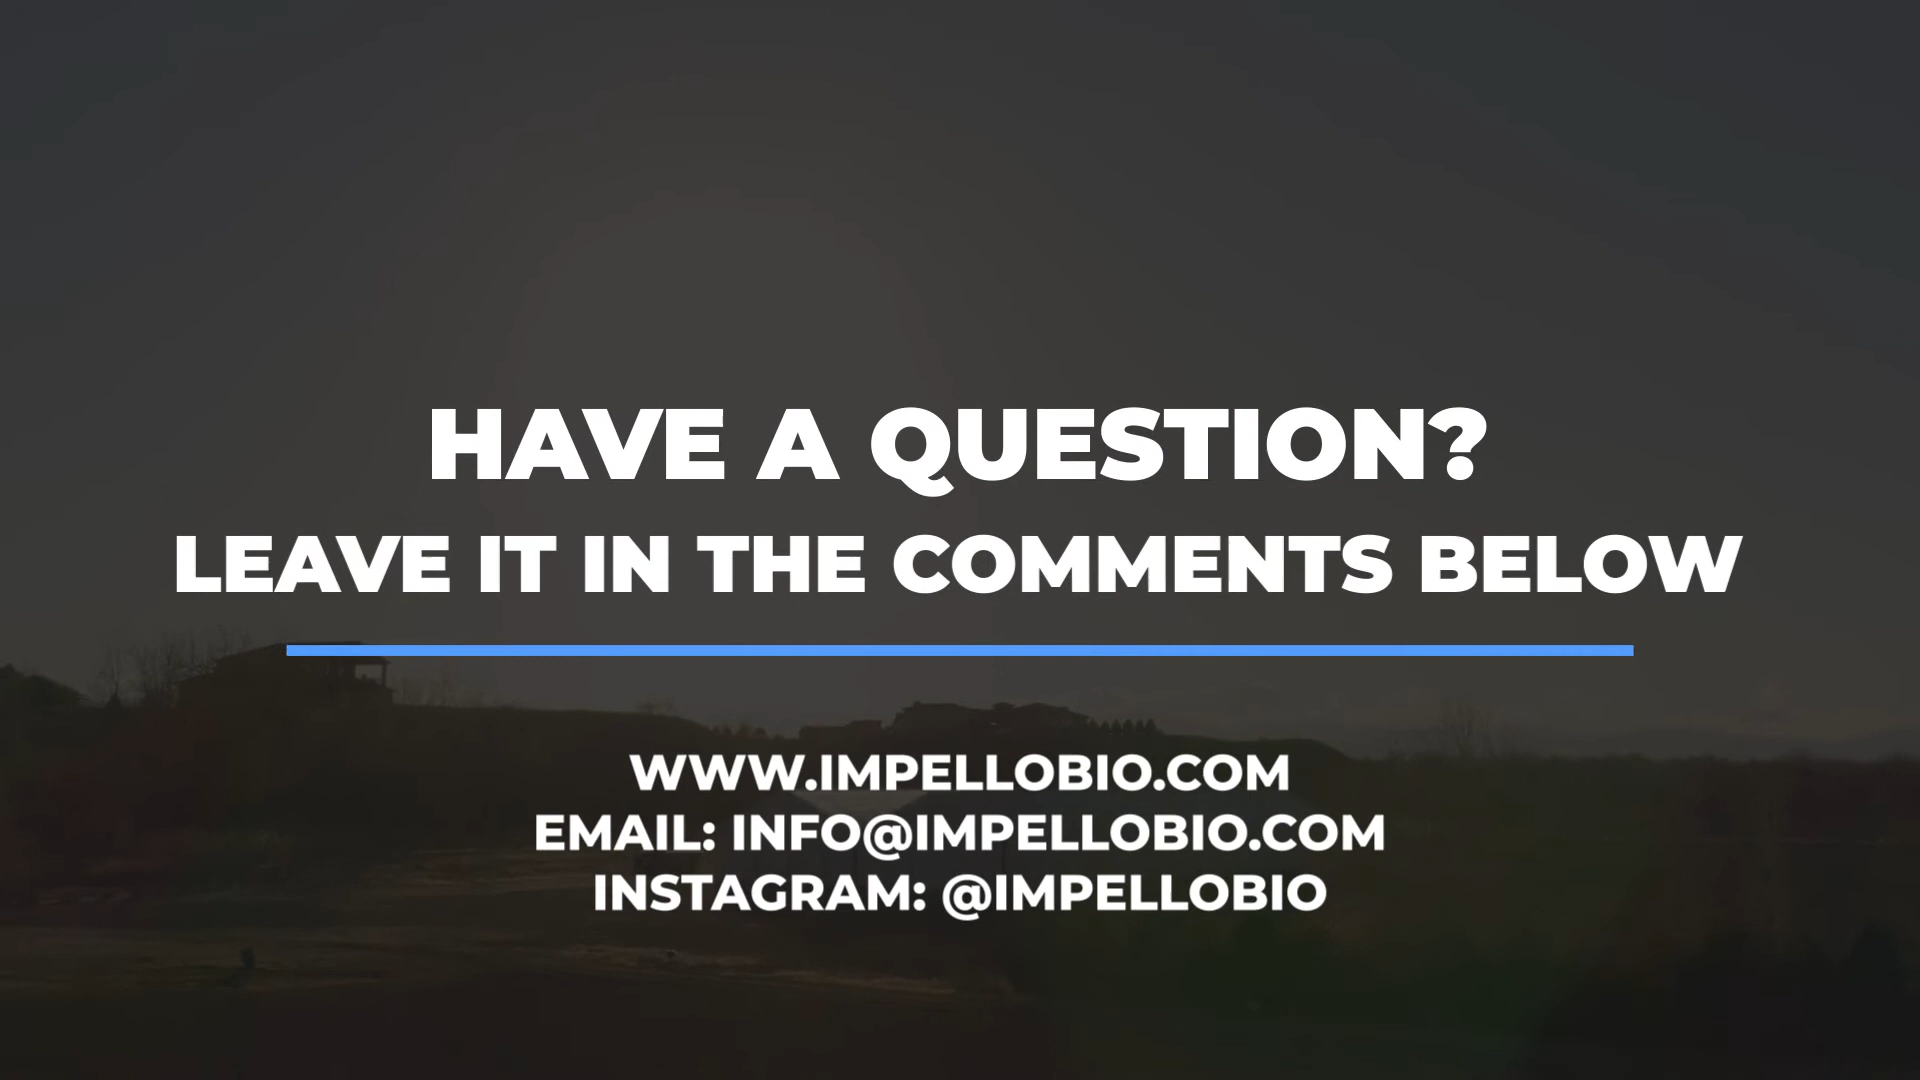 HAVE A QUESTION?
LEAVE IT IN THE COMMENTS BELOW
WWW.IMPELLOBIO.COM
EMAIL: INFO@IMPELLOBIO.COM
INSTAGRAM: @IMPELLOBIO